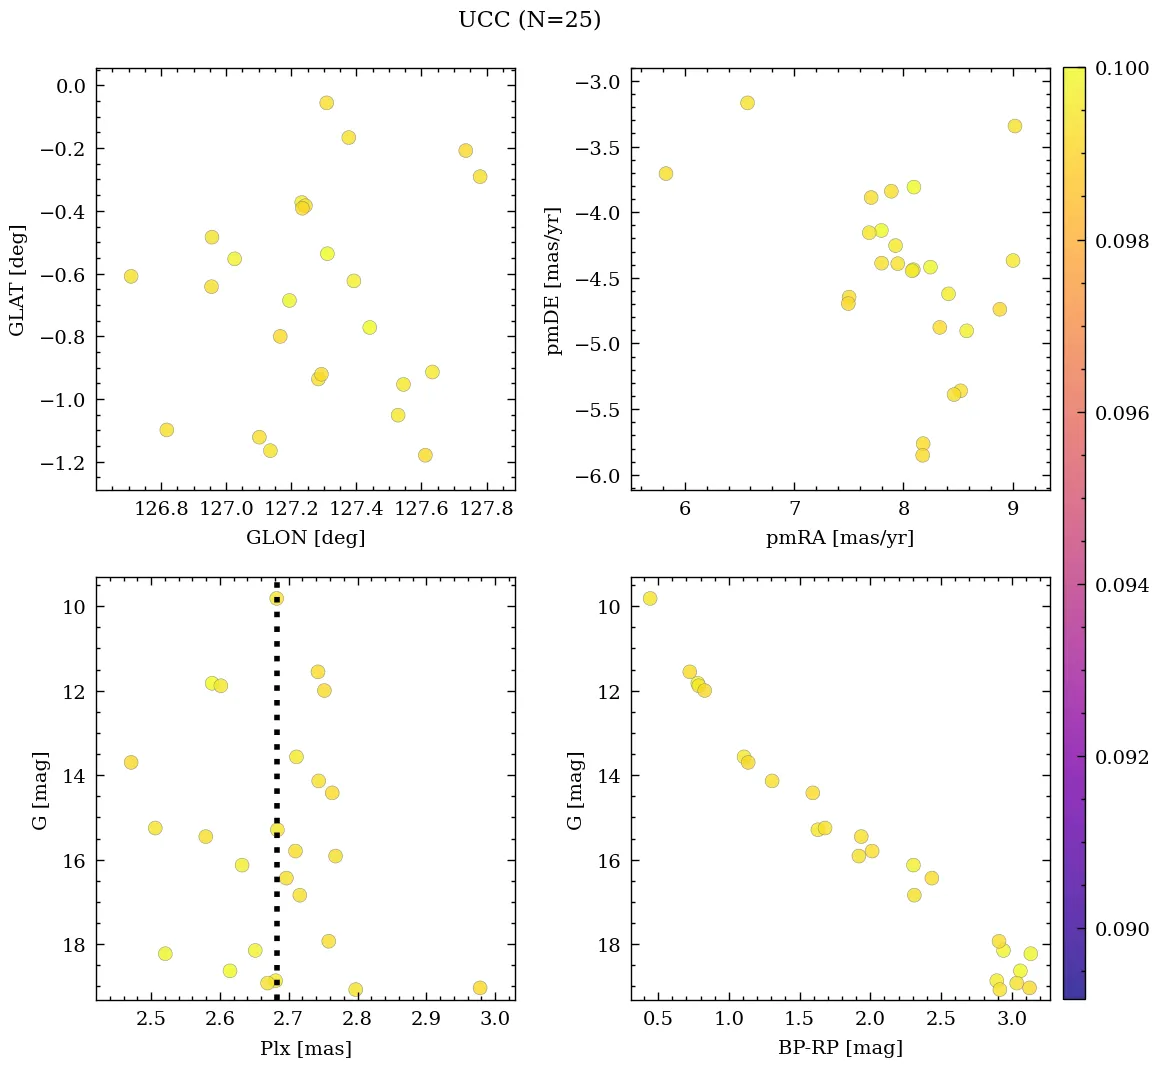 UCC (N=25)
0.0
−0.2
−0.4
−0.6
−0.8
−1.0
−1.2
GLAT [deg]
126.8 127.0 127.2 127.4 127.6 127.8
GLON [deg]
−3.0
−3.5
−4.0
−4.5
−5.0
−5.5
−6.0
pmDE [mas/yr]
6 7 8 9
pmRA [mas/yr]
10
12
14
16
18
G [mag]
2.5 2.6 2.7 2.8 2.9 3.0
Plx [mas]
10
12
14
16
18
G [mag]
0.5 1.0 1.5 2.0 2.5 3.0
BP-RP [mag]
0.100
0.098
0.096
0.094
0.092
0.090